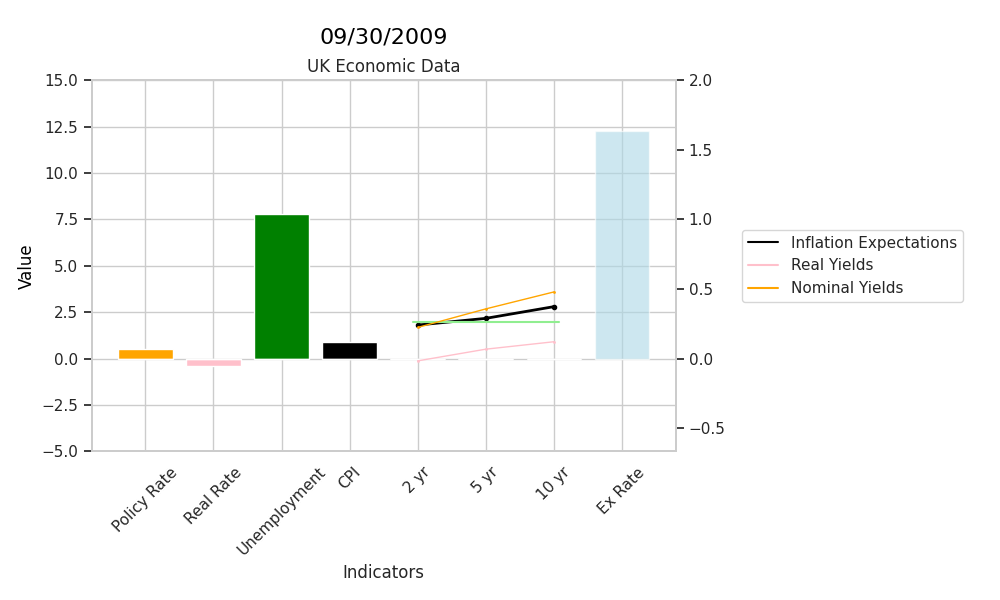 09/30/2009
UK Economic Data
15.0
12.5
10.0
7.5
5.0
2.5
0.0
−2.5
−5.0
Value
2.0
1.5
1.0
0.5
0.0
−0.5
Inflation Expectations
Real Yields
Nominal Yields
Policy Rate
Real Rate
Unemployment
CPI
2 yr
5 yr
10 yr
Ex Rate
Indicators